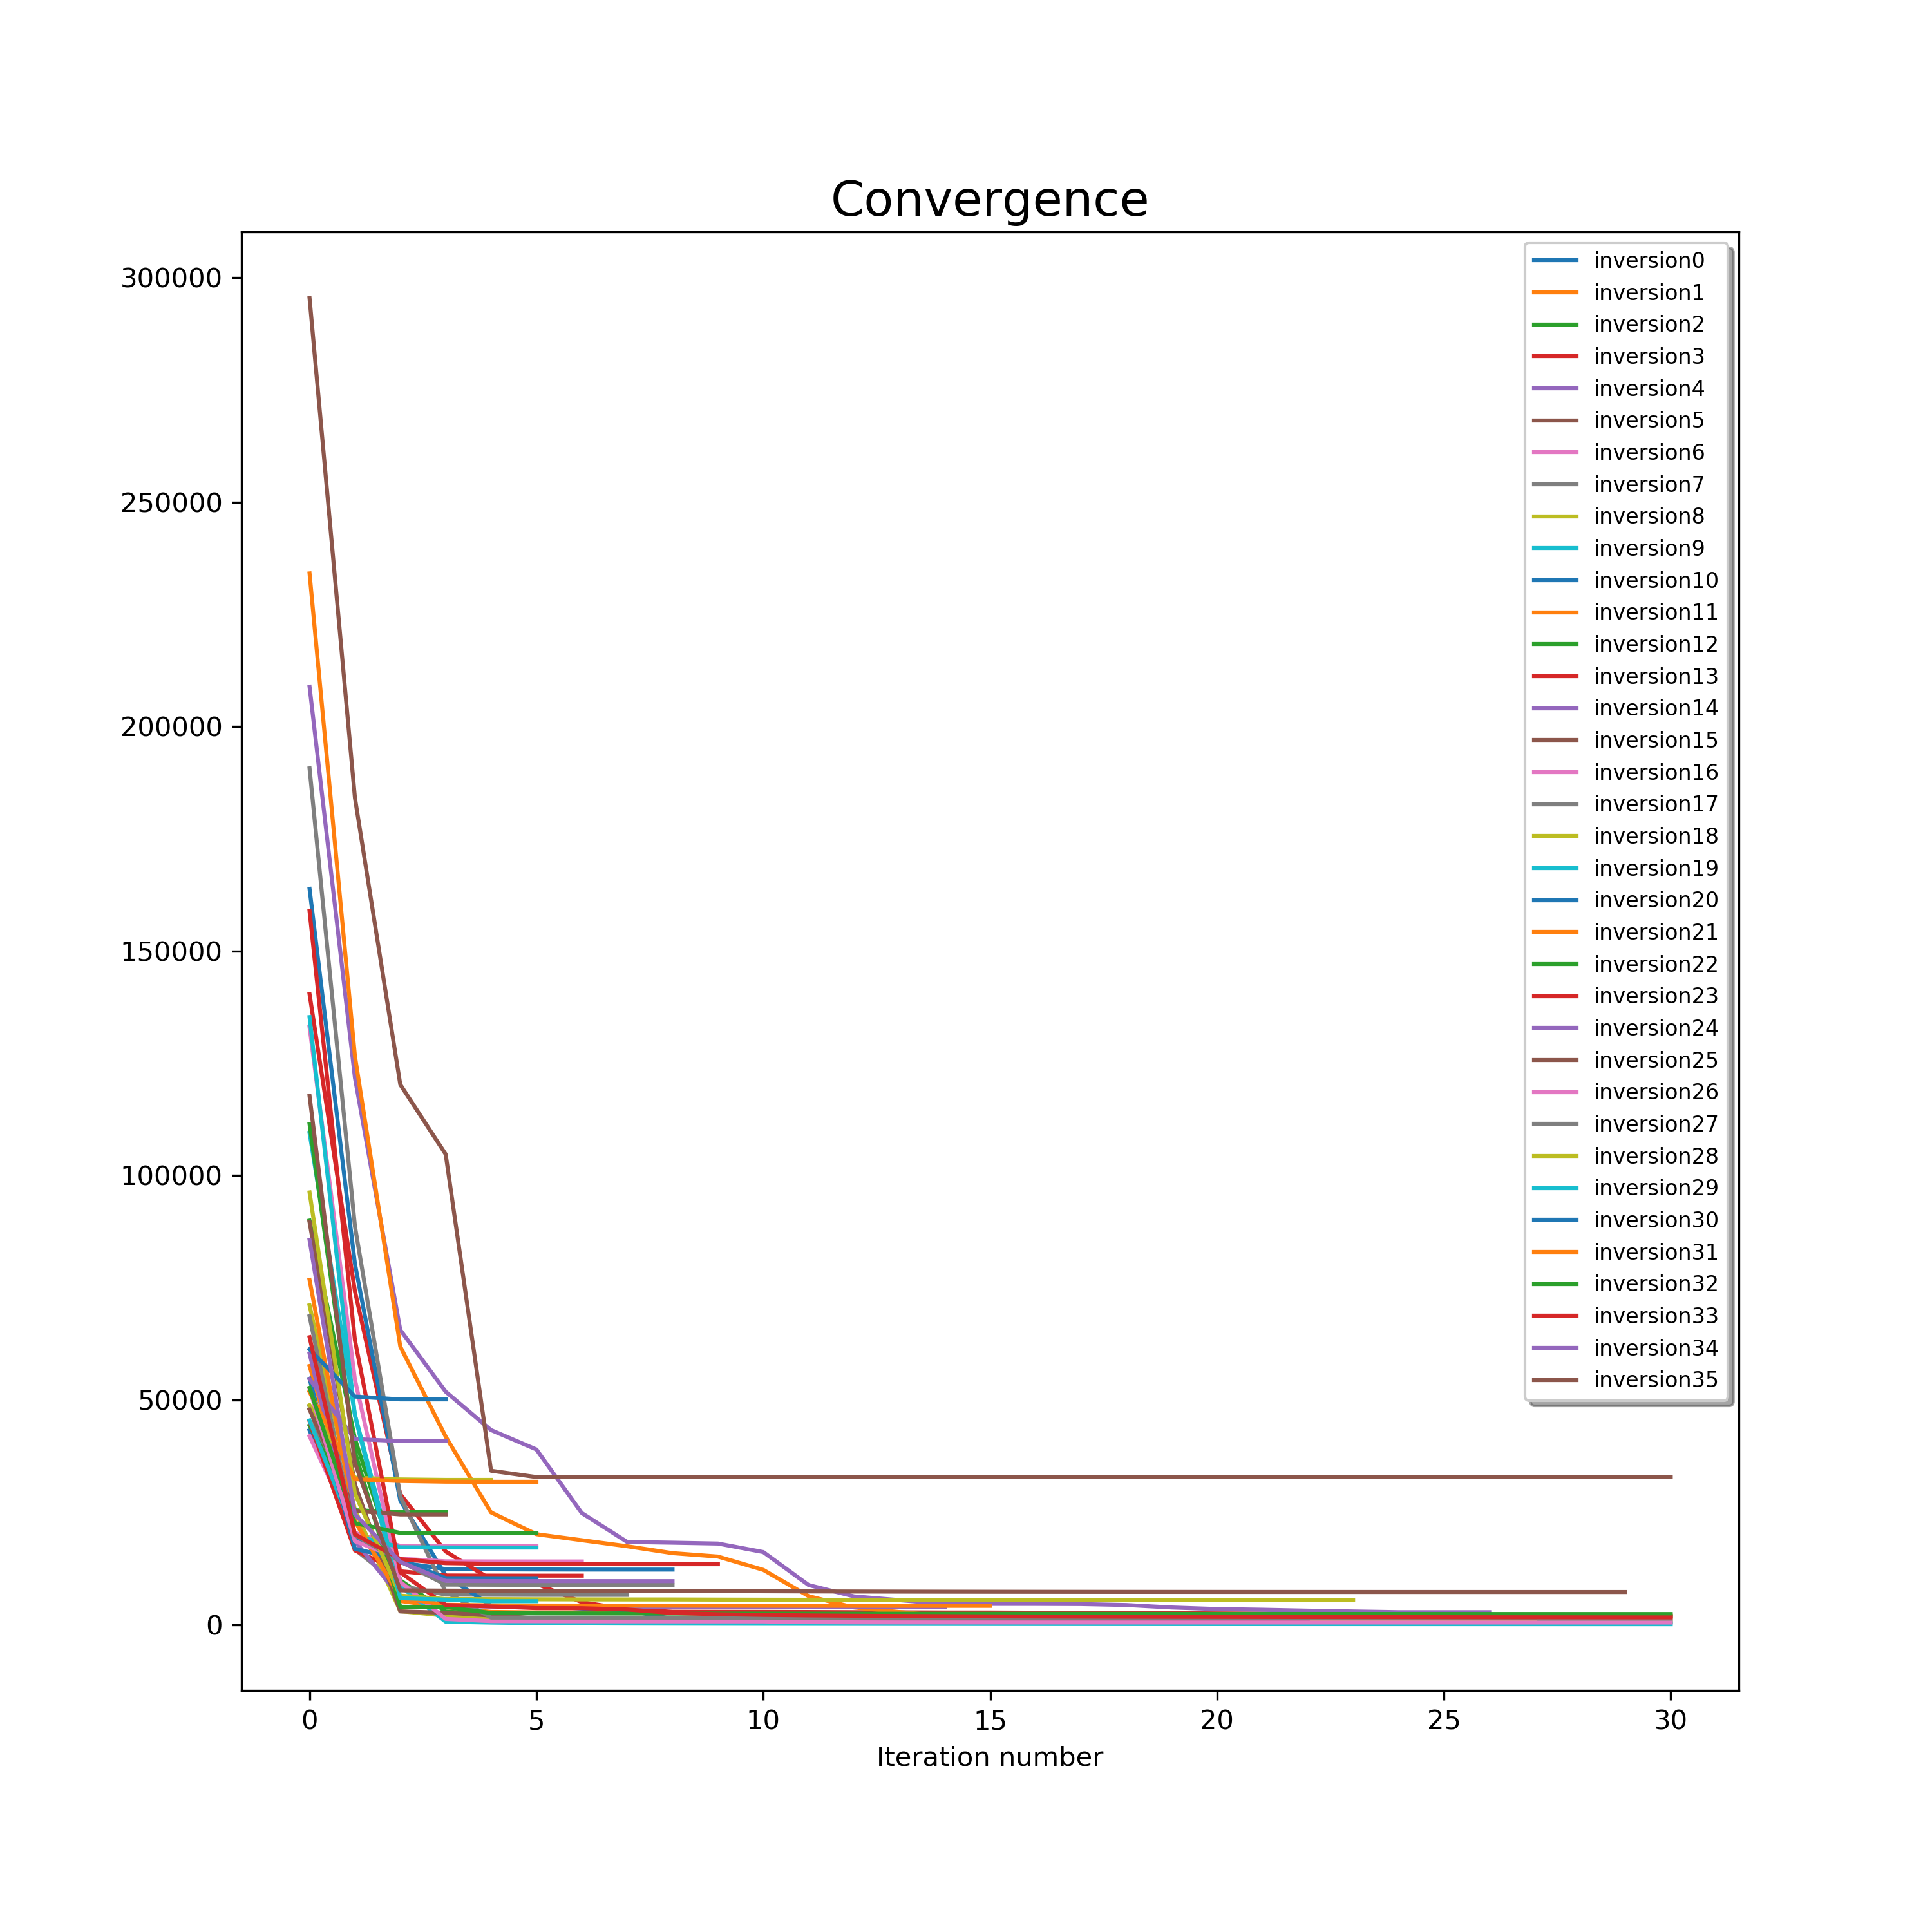 Convergence
300000
250000
200000
150000
100000
50000
0
0 5 10 15 20 25 30
Iteration number
inversion0
inversion1
inversion2
inversion3
inversion4
inversion5
inversion6
inversion7
inversion8
inversion9
inversion10
inversion11
inversion12
inversion13
inversion14
inversion15
inversion16
inversion17
inversion18
inversion19
inversion20
inversion21
inversion22
inversion23
inversion24
inversion25
inversion26
inversion27
inversion28
inversion29
inversion30
inversion31
inversion32
inversion33
inversion34
inversion35